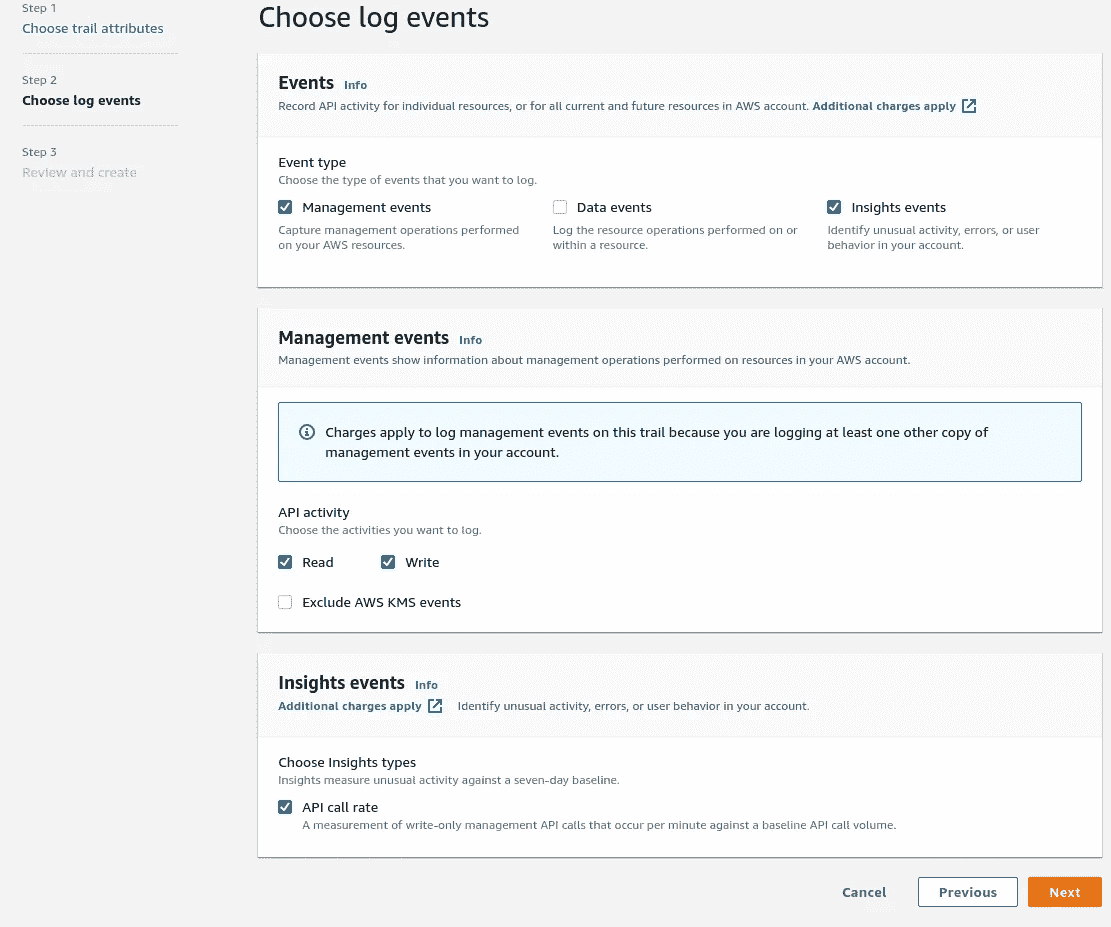 Step 1
Choose trail attributes
Step 2
Choose log events
Step 3
Review and create
Choose log events
Events Info
Record API activity for individual resources, or for all current and future resources in AWS account. Additional charges apply
Event type
Choose the type of events that you want to log.
Management events
Capture management operations performed
on your AWS resources.
Data events
Log the resource operations performed on or
within a resource.
Insights events
Identify unusual activity, errors, or user
behavior in your account.
Management events Info
Management events show information about management operations performed on resources in your AWS account.
Charges apply to log management events on this trail because you are logging at least one other copy of
management events in your account.
API activity
Choose the activities you want to log.
Read Write
Exclude AWS KMS events
Insights events Info
Additional charges apply Identify unusual activity, errors, or user behavior in your account.
Choose Insights types
Insights measure unusual activity against a seven-day baseline.
API call rate
A measurement of write-only management API calls that occur per minute against a baseline API call volume.
Cancel Previous Next